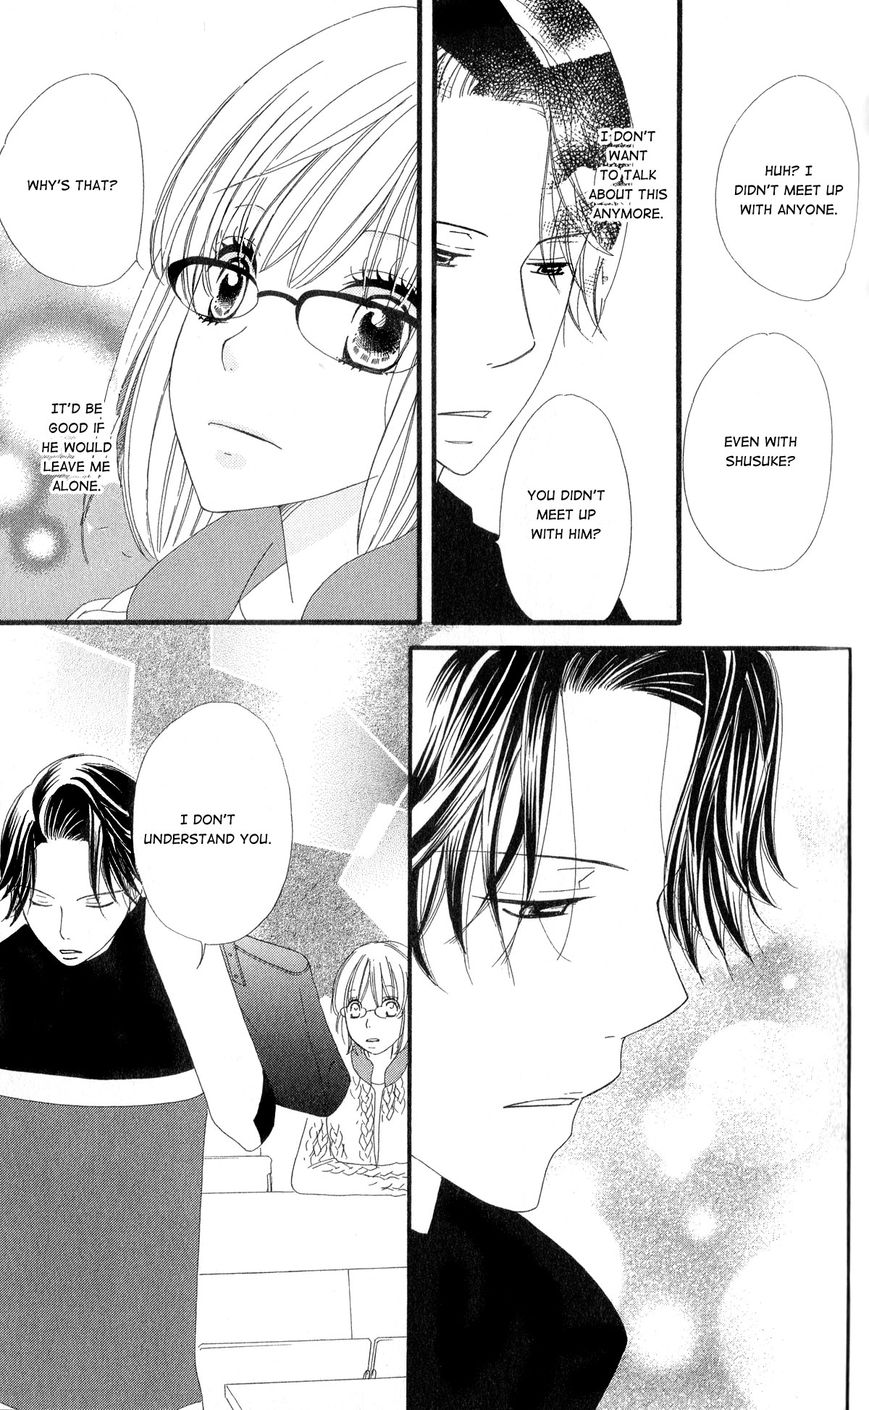 HUH? I
DIDN'T MEET UP
WITH ANYONE.
EVEN WITH
SHUSUKE?
I DON'T
WANT
TO TALK
ABOUT THIS
ANYMORE.
YOU DIDN'T
MEET UP
WITH HIM?
WHY'S THAT?
IT'D BE
GOOD IF
HE WOULD
LEAVE ME
ALONE.
I DON'T
UNDERSTAND YOU.